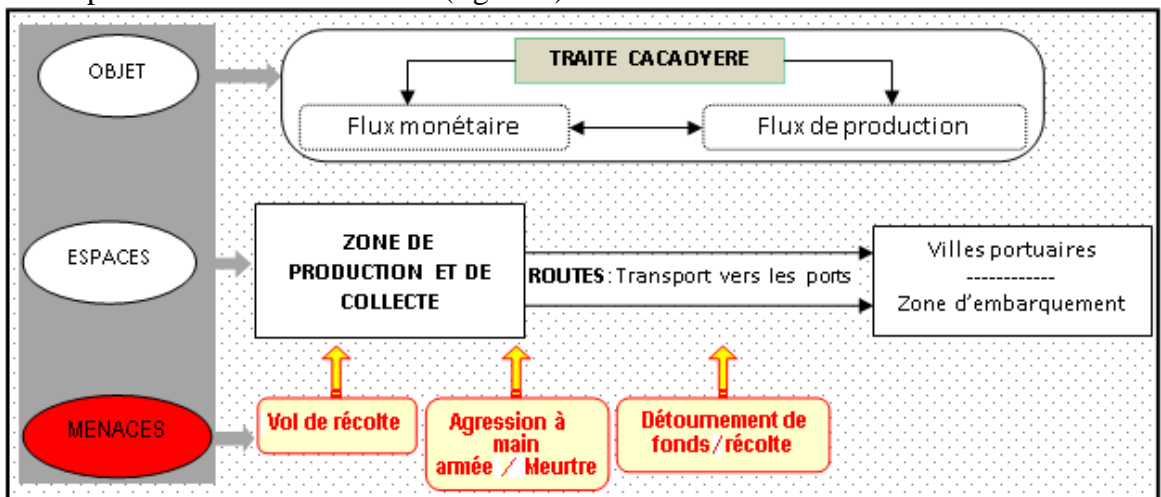 OBJET
TRAITE CACAOYERE
Flux monétaire
Flux de production
ESPACES
ZONE DE
PRODUCTION ET DE
COLLECTE
ROUTES: Transport vers les ports
Villes portuaires
------------
Zone d'embarquement
MENACES
Vol de récolte
Agression à
main
armée / Meurtre
Détournement de
fonds/récolte